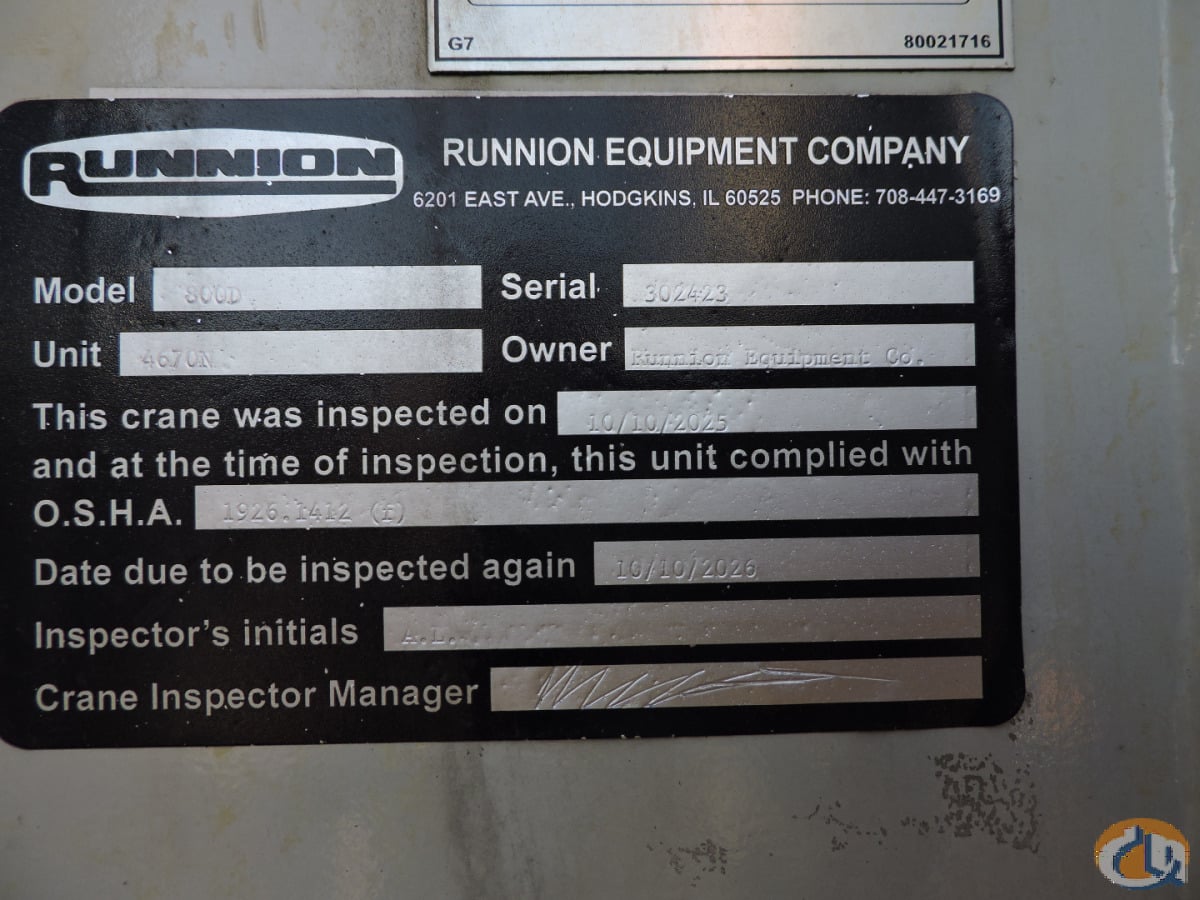 G7 80021716
RUNNION
RUNNION EQUIPMENT COMPANY
6201 EAST AVE., HODGKINS, IL 60525 PHONE: 708-447-3169
Model 800D Serial 302423
Unit 4670N Owner Runnion Equipment Co.
This crane was inspected on 10/10/2025
and at the time of inspection, this unit complied with
O.S.H.A. 1926.1412 (f)
Date due to be inspected again 10/10/2026
Inspector's initials A.L.
Crane Inspector Manager